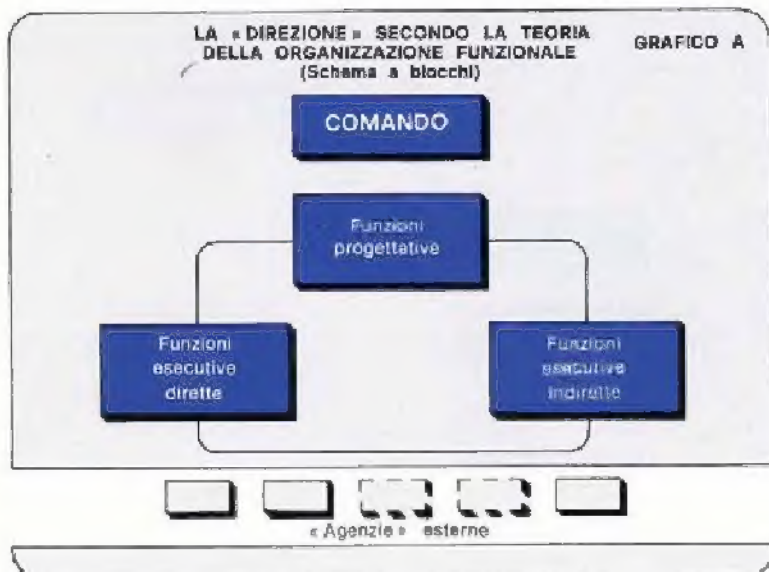 LA « DIREZIONE » SECONDO LA TEORIA
DELLA ORGANIZZAZIONE FUNZIONALE
(Schema a blocchi)
GRAFICO A
COMANDO
Funzioni
progettative
Funzioni
esecutive
dirette
Funzioni
esecutive
indirette
« Agenzie » esterne